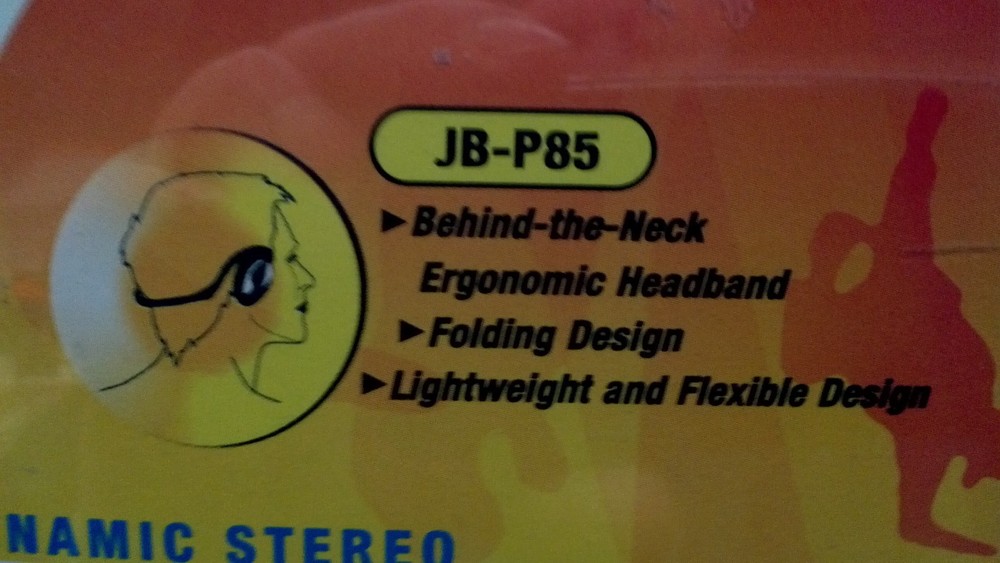 JB-P85
►Behind-the-Neck
Ergonomic Headband
►Folding Design
►Lightweight and Flexible Design
NAMIC STEREO